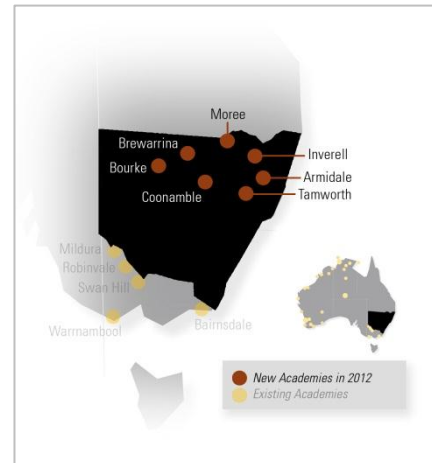 Moree
Brewarrina
Inverell
Bourke
Armidale
Coonamble
Tamworth
Mildura
Robinvale
Swan Hill
Warrnambool
Bairnsdale
New Academies in 2012
Existing Academies